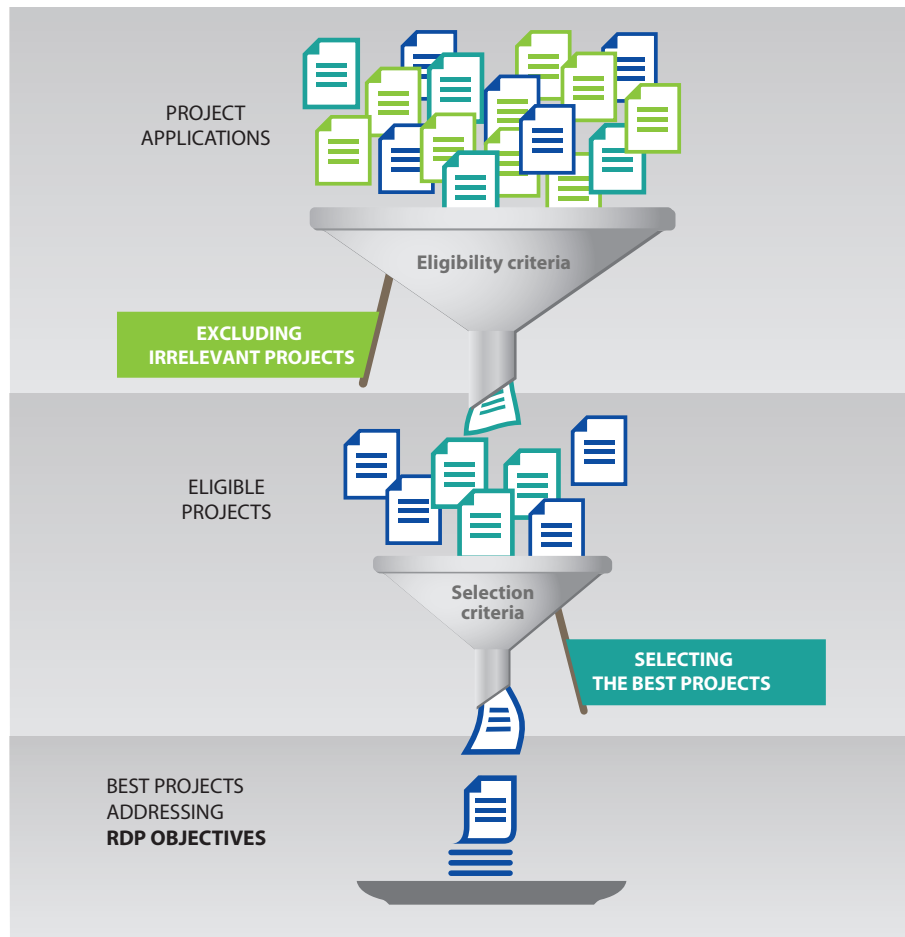 PROJECT
APPLICATIONS
Eligibility criteria
EXCLUDING
IRRELEVANT PROJECTS
ELIGIBLE
PROJECTS
Selection
criteria
SELECTING
THE BEST PROJECTS
BEST PROJECTS
ADDRESSING
RDP OBJECTIVES